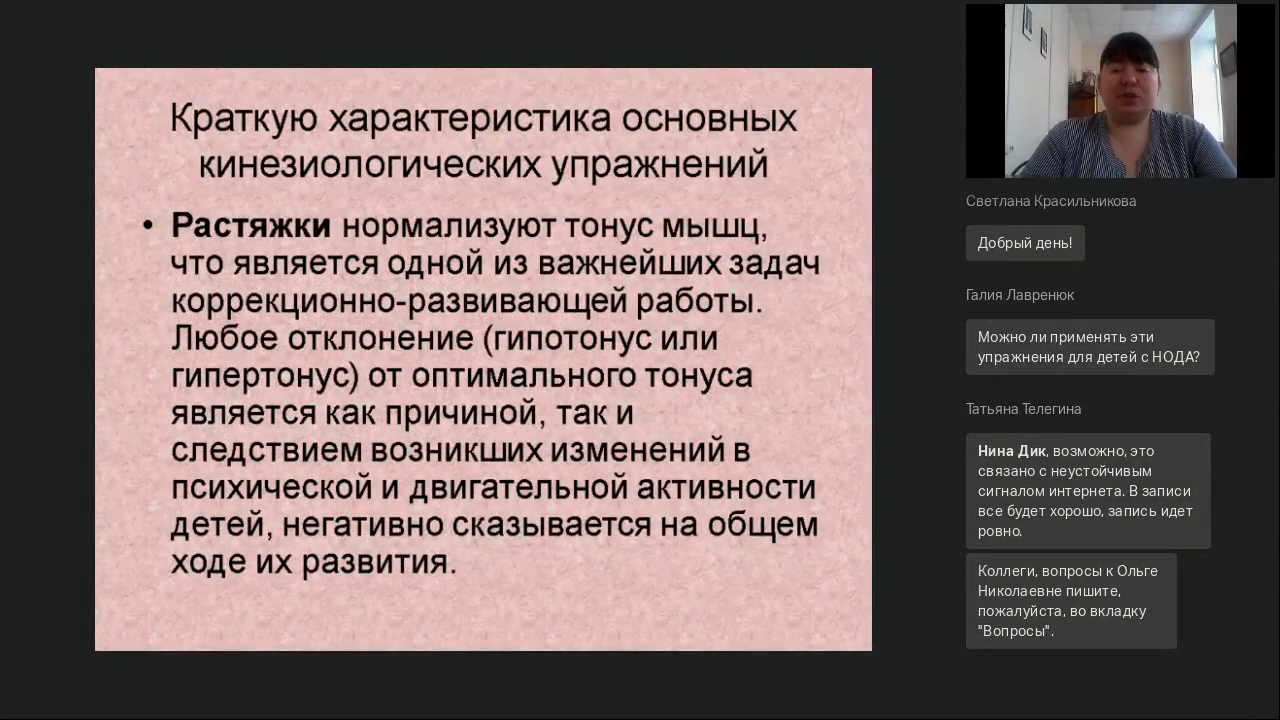 Краткую характеристика основных
кинезиологических упражнений
• Растяжки нормализуют тонус мышц,
что является одной из важнейших задач
коррекционно-развивающей работы.
Любое отклонение (гипотонус или
гипертонус) от оптимального тонуса
является как причиной, так и
следствием возникших изменений в
психической и двигательной активности
детей, негативно сказывается на общем
ходе их развития.
Светлана Красильникова
Добрый день!
Галия Лавренюк
Можно ли применять эти
упражнения для детей с НОДА?
Татьяна Телегина
Нина Дик, возможно, это
связано с неустойчивым
сигналом интернета. В записи
все будет хорошо, запись идет
ровно.
Коллеги, вопросы к Ольге
Николаевне пишите,
пожалуйста, во вкладку
"Вопросы".